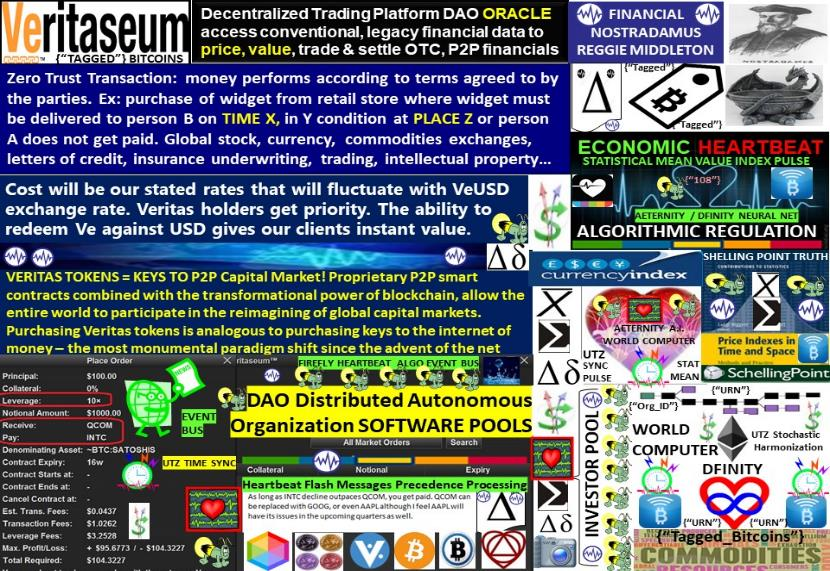 Veritaseum
{"TAGGED"} BITCOINS
Decentralized Trading Platform DAO ORACLE
access conventional, legacy financial data to
price, value, trade & settle OTC, P2P financials
FINANCIAL
NOSTRADAMUS
REGGIE MIDDLETON
NOSTRADAMUS
Zero Trust Transaction: money performs according to terms agreed to by
the parties. Ex: purchase of widget from retail store where widget must
be delivered to person B on TIME X, in Y condition at PLACE Z or person
A does not get paid. Global stock, currency, commodities exchanges,
letters of credit, insurance underwriting, trading, intellectual property...
{"Tagged"}
Δ
"Tagged"}
ECONOMIC HEARTBEAT
STATISTICAL MEAN VALUE INDEX PULSE
{"108"}
AETERNITY / DFINITY NEURAL NET
ALGORITHMIC REGULATION
Cost will be our stated rates that will fluctuate with VeUSD
exchange rate. Veritas holders get priority. The ability to
redeem Ve against USD gives our clients instant value.
Δδ
VERITAS TOKENS = KEYS TO P2P Capital Market! Proprietary P2P smart
contracts combined with the transformational power of blockchain, allow the
entire world to participate in the reimagining of global capital markets.
Purchasing Veritas tokens is analogous to purchasing keys to the internet of
money – the most monumental paradigm shift since the advent of the net
£ $ € ¥
currencyindex
X
Σ
Δδ
AETERNITY A.I.
WORLD COMPUTER
UTZ
SYNC
PULSE
STAT
MEAN
SHELLING POINT TRUTH
CONTRIBUTIONS TO STATISTICS
Price Indexes in
Time and Space
SchellingPoint
Place Order
Principal: $100.00
Collateral: 0%
Leverage: 10×
Notional Amount: $1000.00
Receive: QCOM
Pay: INTC
Denominating Asset: ~BTC:SATOSHIS
Contract Expiry: 16w
Contract Starts at: -
Contract Ends at: -
Cancel Contract at: -
Est. Trans. Fees: $0.0437
Transaction Fees: $1.0262
Leverage Fees: $3.2528
Max. Profit/Loss: + $95.6773 / - $104.3227
Total Required: $104.3227
NEWS
EVENT
BUS
UTZ TIME SYNC
ritaseum™
FIREFLY HEARTBEAT ALGO EVENT BUS
DAO Distributed Autonomous
Organization SOFTWARE POOLS
All Market Orders
Search
Collateral Notional Expiry
Heartbeat Flash Messages Precedence Processing
As long as INTC decline outpaces QCOM, you get paid. QCOM can
be replaced with GOOG, or even AAPL although I feel AAPL will
have its issues in the upcoming quarters as well.
Δ
Σ
Δδ
INVESTOR POOL
{"URN"}
{"Org_ID"}
WORLD
COMPUTER
UTZ Stochastic
Harmonization
DFINITY
{"URN"}
{"URN"}
{"Tagged_Bitcoins"}
COMMODITIES
RESOURCES